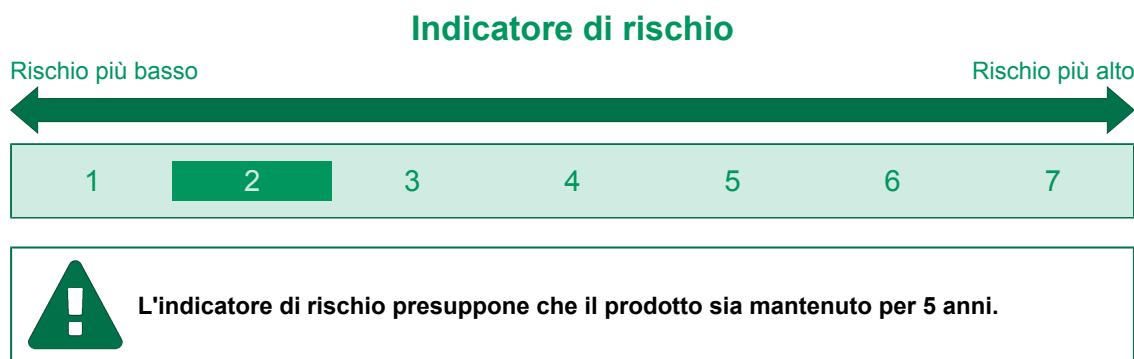 Indicatore di rischio
Rischio più basso Rischio più alto
1 2 3 4 5 6 7
L'indicatore di rischio presuppone che il prodotto sia mantenuto per 5 anni.